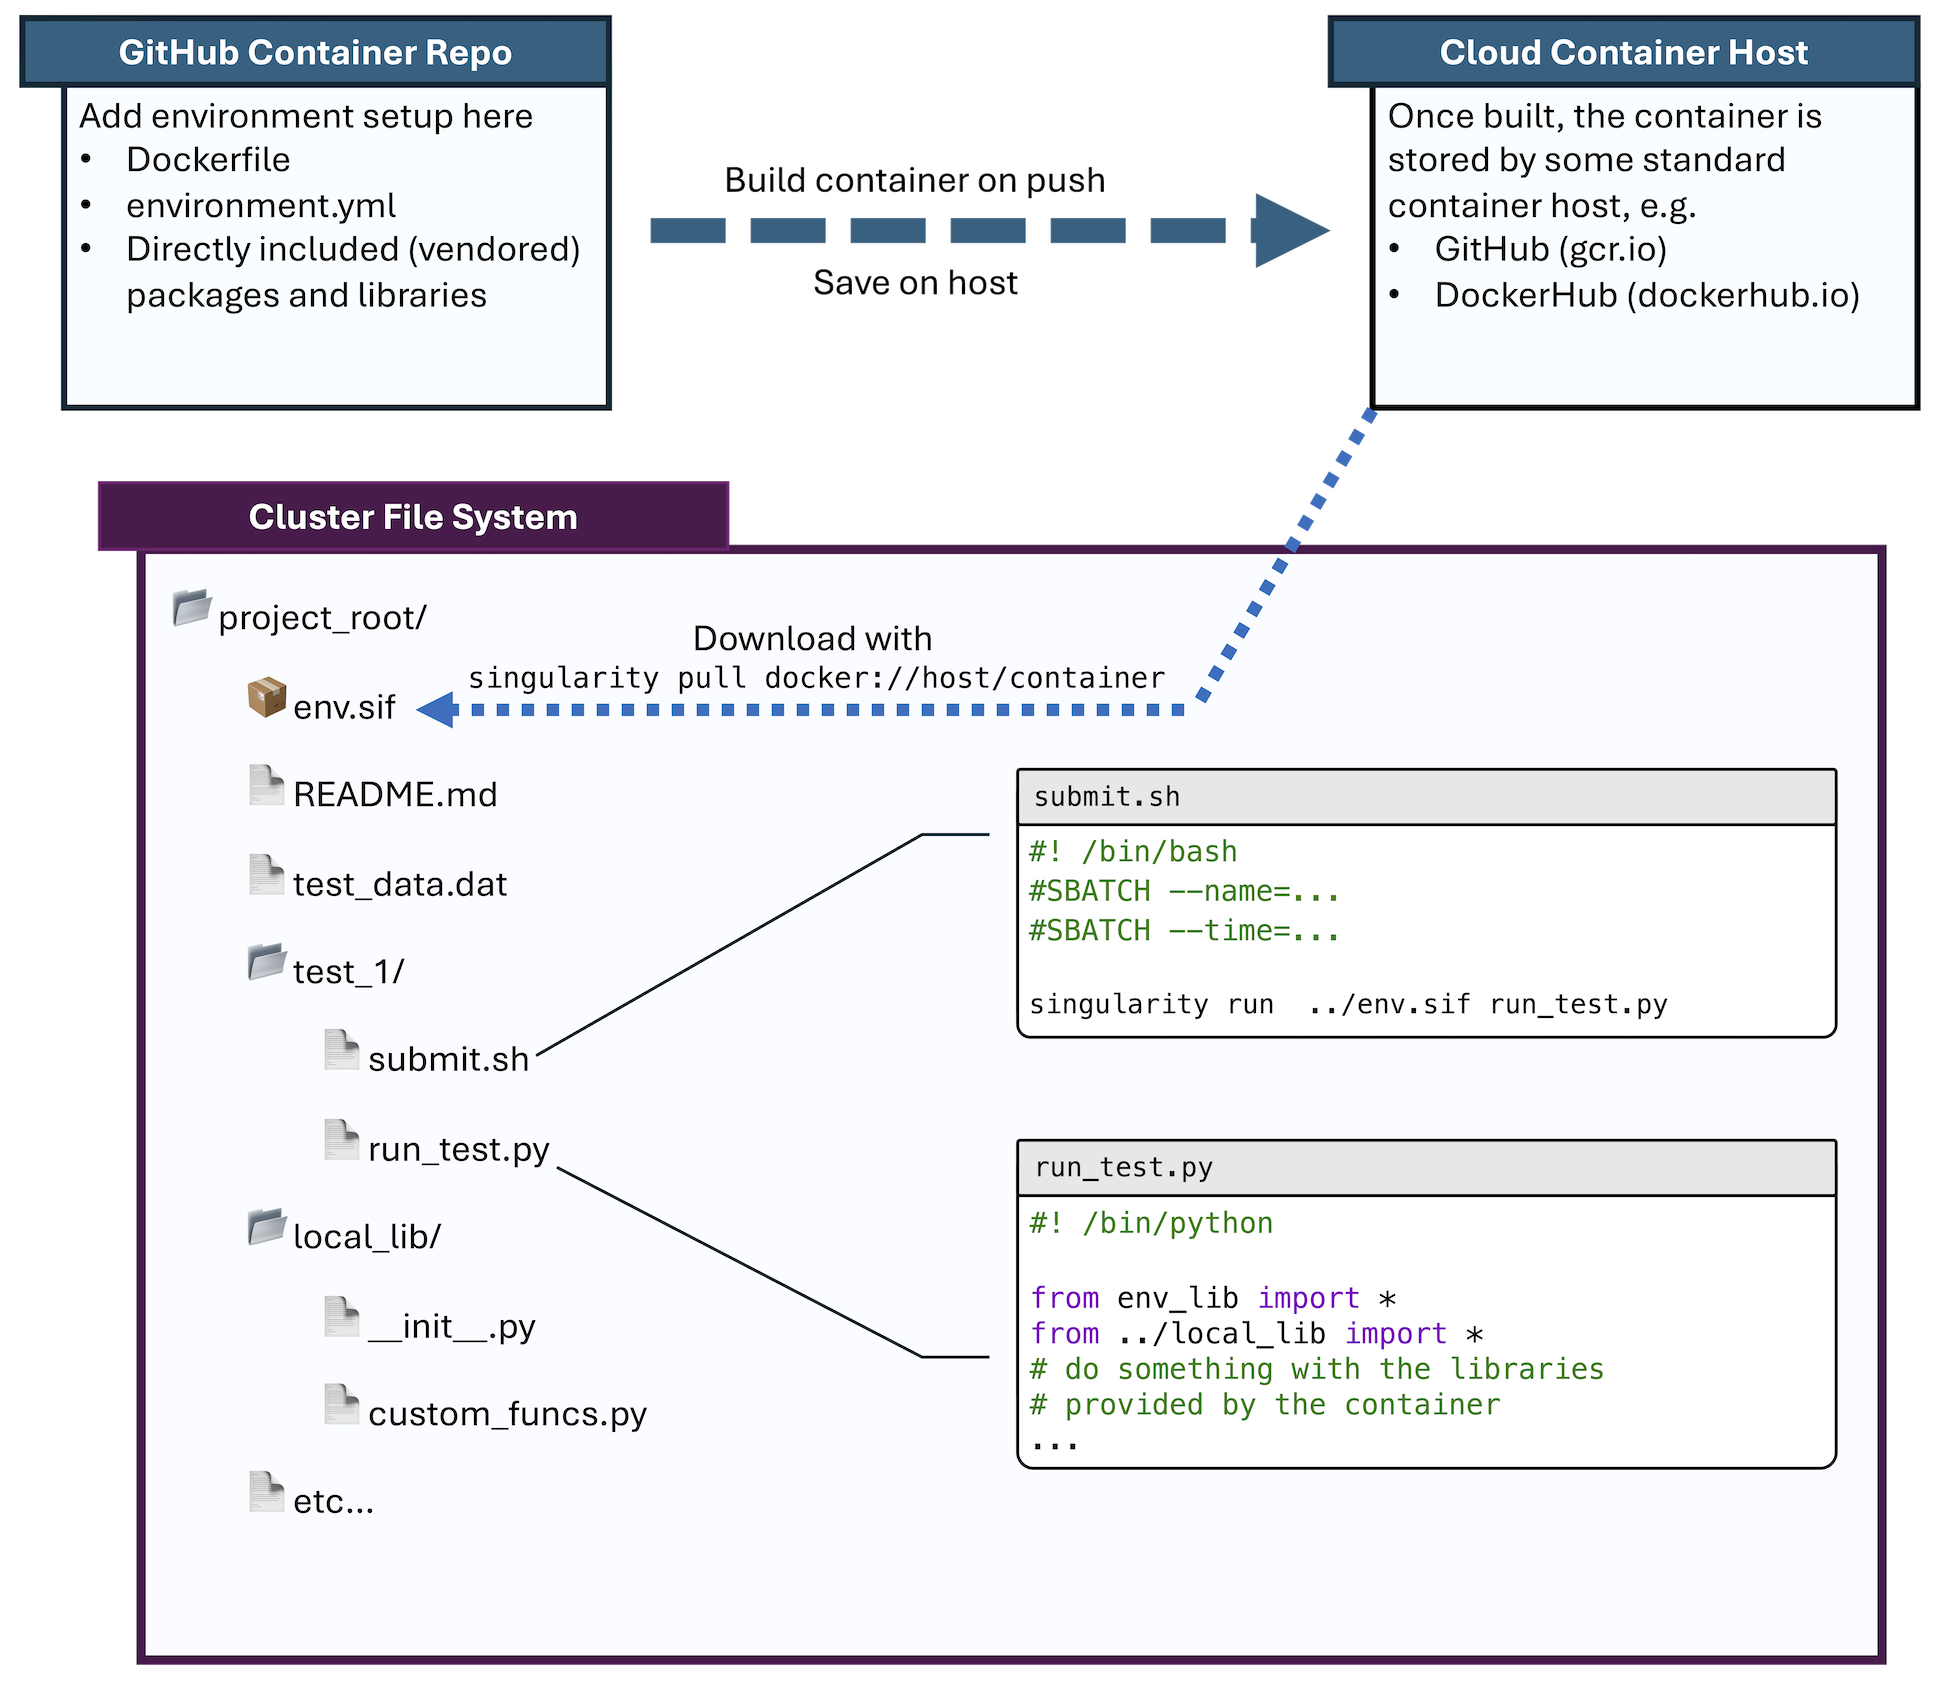 GitHub Container Repo
Add environment setup here
• Dockerfile
• environment.yml
• Directly included (vendored)
packages and libraries
Build container on push
Save on host
Cloud Container Host
Once built, the container is
stored by some standard
container host, e.g.
• GitHub (gcr.io)
• DockerHub (dockerhub.io)
Cluster File System
project_root/
Download with
singularity pull docker://host/container
env.sif
README.md
test_data.dat
test_1/
submit.sh
run_test.py
local_lib/
__init__.py
custom_funcs.py
etc...
submit.sh
#! /bin/bash
#SBATCH --name=...
#SBATCH --time=...
singularity run  ../env.sif run_test.py
run_test.py
#! /bin/python
from env_lib import *
from ../local_lib import *
# do something with the libraries
# provided by the container
...